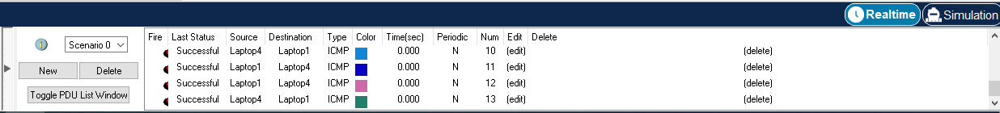 Realtime Simulation
Fire Last Status Source Destination Type Color Time(sec) Periodic Num Edit Delete
Scenario 0
Successful Laptop4 Laptop1 ICMP 0.000 N 10 (edit) (delete)
New Delete
Successful Laptop1 Laptop4 ICMP 0.000 N 11 (edit) (delete)
Successful Laptop1 Laptop4 ICMP 0.000 N 12 (edit) (delete)
Toggle PDU List Window
Successful Laptop4 Laptop1 ICMP 0.000 N 13 (edit) (delete)